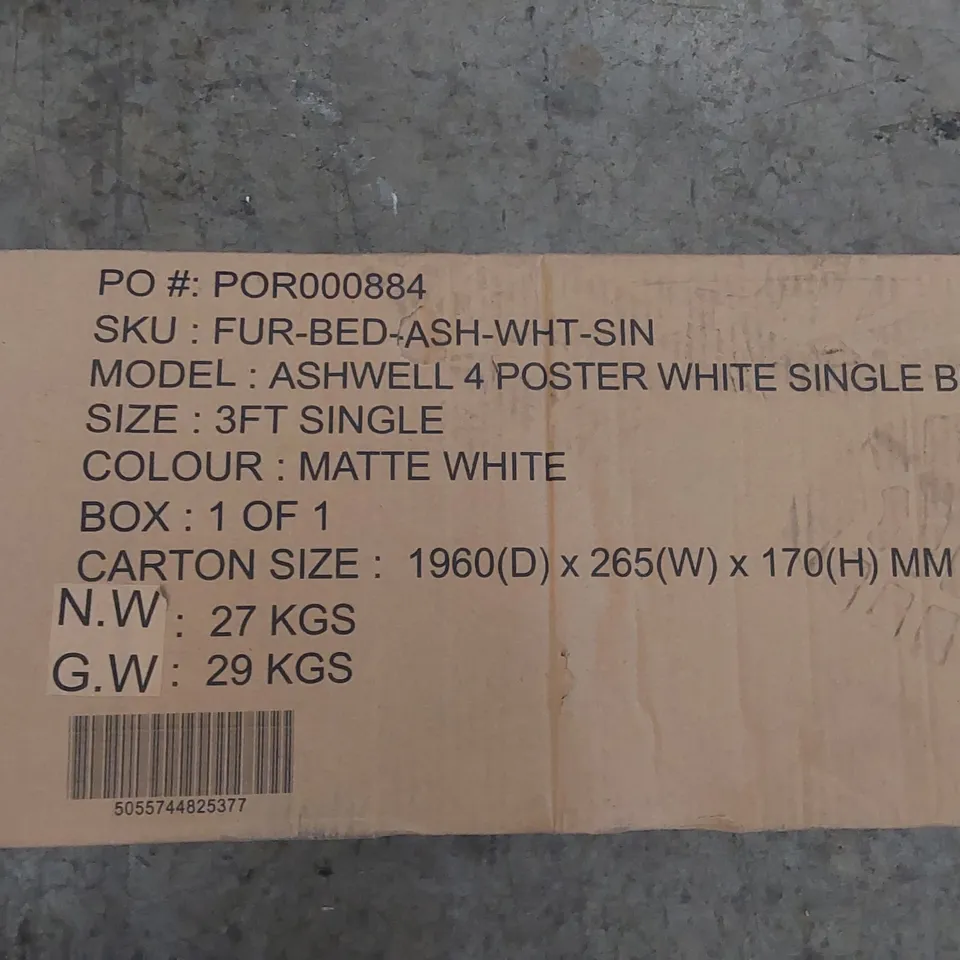 PO #: POR000884
SKU : FUR-BED-ASH-WHT-SIN
MODEL : ASHWELL 4 POSTER WHITE SINGLE B
SIZE : 3FT SINGLE
COLOUR : MATTE WHITE
BOX : 1 OF 1
CARTON SIZE : 1960(D) x 265(W) x 170(H) MM
N.W : 27 KGS
G.W : 29 KGS
5055744825377